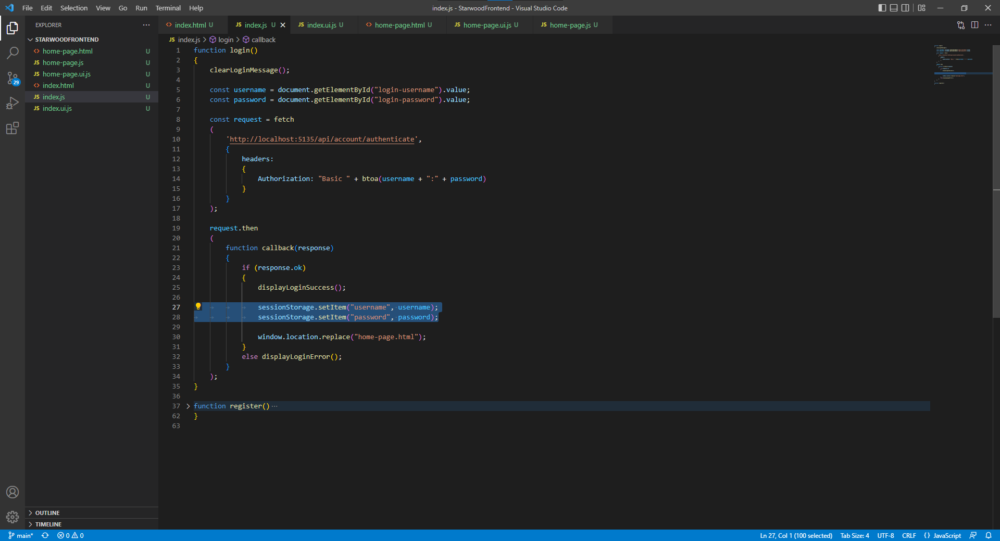 File Edit Selection View Go Run Terminal Help
index.js - StarwoodFrontend - Visual Studio Code
EXPLORER
index.html U
index.js U
index.ui.js U
home-page.html U
home-page.ui.js U
home-page.js U
STARWOODFRONTEND
home-page.html U
home-page.js U
home-page.ui.js U
index.html U
index.js U
index.ui.js U
29
index.js > login > callback
1 function login()
2 {
3 clearLoginMessage();
4
5 const username = document.getElementById("login-username").value;
6 const password = document.getElementById("login-password").value;
7
8 const request = fetch
9 (
10 'http://localhost:5135/api/account/authenticate',
11 {
12 headers:
13 {
14 Authorization: "Basic " + btoa(username + ":" + password)
15 }
16 }
17 );
18
19 request.then
20 (
21 function callback(response)
22 {
23 if (response.ok)
24 {
25 displayLoginSuccess();
26
27 sessionStorage.setItem("username", username);
28 sessionStorage.setItem("password", password);
29
30 window.location.replace("home-page.html");
31 }
32 else displayLoginError();
33 }
34 );
35 }
36
37 function register() ...
62 }
63
OUTLINE
TIMELINE
main* 0 0
Ln 27, Col 1 (100 selected) Tab Size: 4 UTF-8 CRLF {} JavaScript